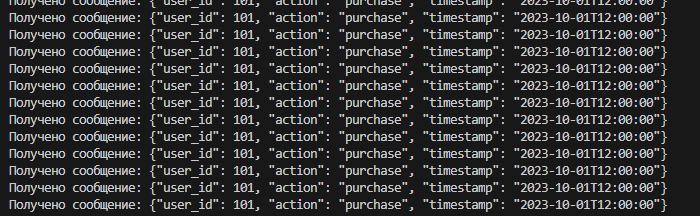 Получено сообщение: {"user_id": 101, "action": "purchase", "timestamp": "2023-10-01T12:00:00"}
Получено сообщение: {"user_id": 101, "action": "purchase", "timestamp": "2023-10-01T12:00:00"}
Получено сообщение: {"user_id": 101, "action": "purchase", "timestamp": "2023-10-01T12:00:00"}
Получено сообщение: {"user_id": 101, "action": "purchase", "timestamp": "2023-10-01T12:00:00"}
Получено сообщение: {"user_id": 101, "action": "purchase", "timestamp": "2023-10-01T12:00:00"}
Получено сообщение: {"user_id": 101, "action": "purchase", "timestamp": "2023-10-01T12:00:00"}
Получено сообщение: {"user_id": 101, "action": "purchase", "timestamp": "2023-10-01T12:00:00"}
Получено сообщение: {"user_id": 101, "action": "purchase", "timestamp": "2023-10-01T12:00:00"}
Получено сообщение: {"user_id": 101, "action": "purchase", "timestamp": "2023-10-01T12:00:00"}
Получено сообщение: {"user_id": 101, "action": "purchase", "timestamp": "2023-10-01T12:00:00"}
Получено сообщение: {"user_id": 101, "action": "purchase", "timestamp": "2023-10-01T12:00:00"}
Получено сообщение: {"user_id": 101, "action": "purchase", "timestamp": "2023-10-01T12:00:00"}
Получено сообщение: {"user_id": 101, "action": "purchase", "timestamp": "2023-10-01T12:00:00"}